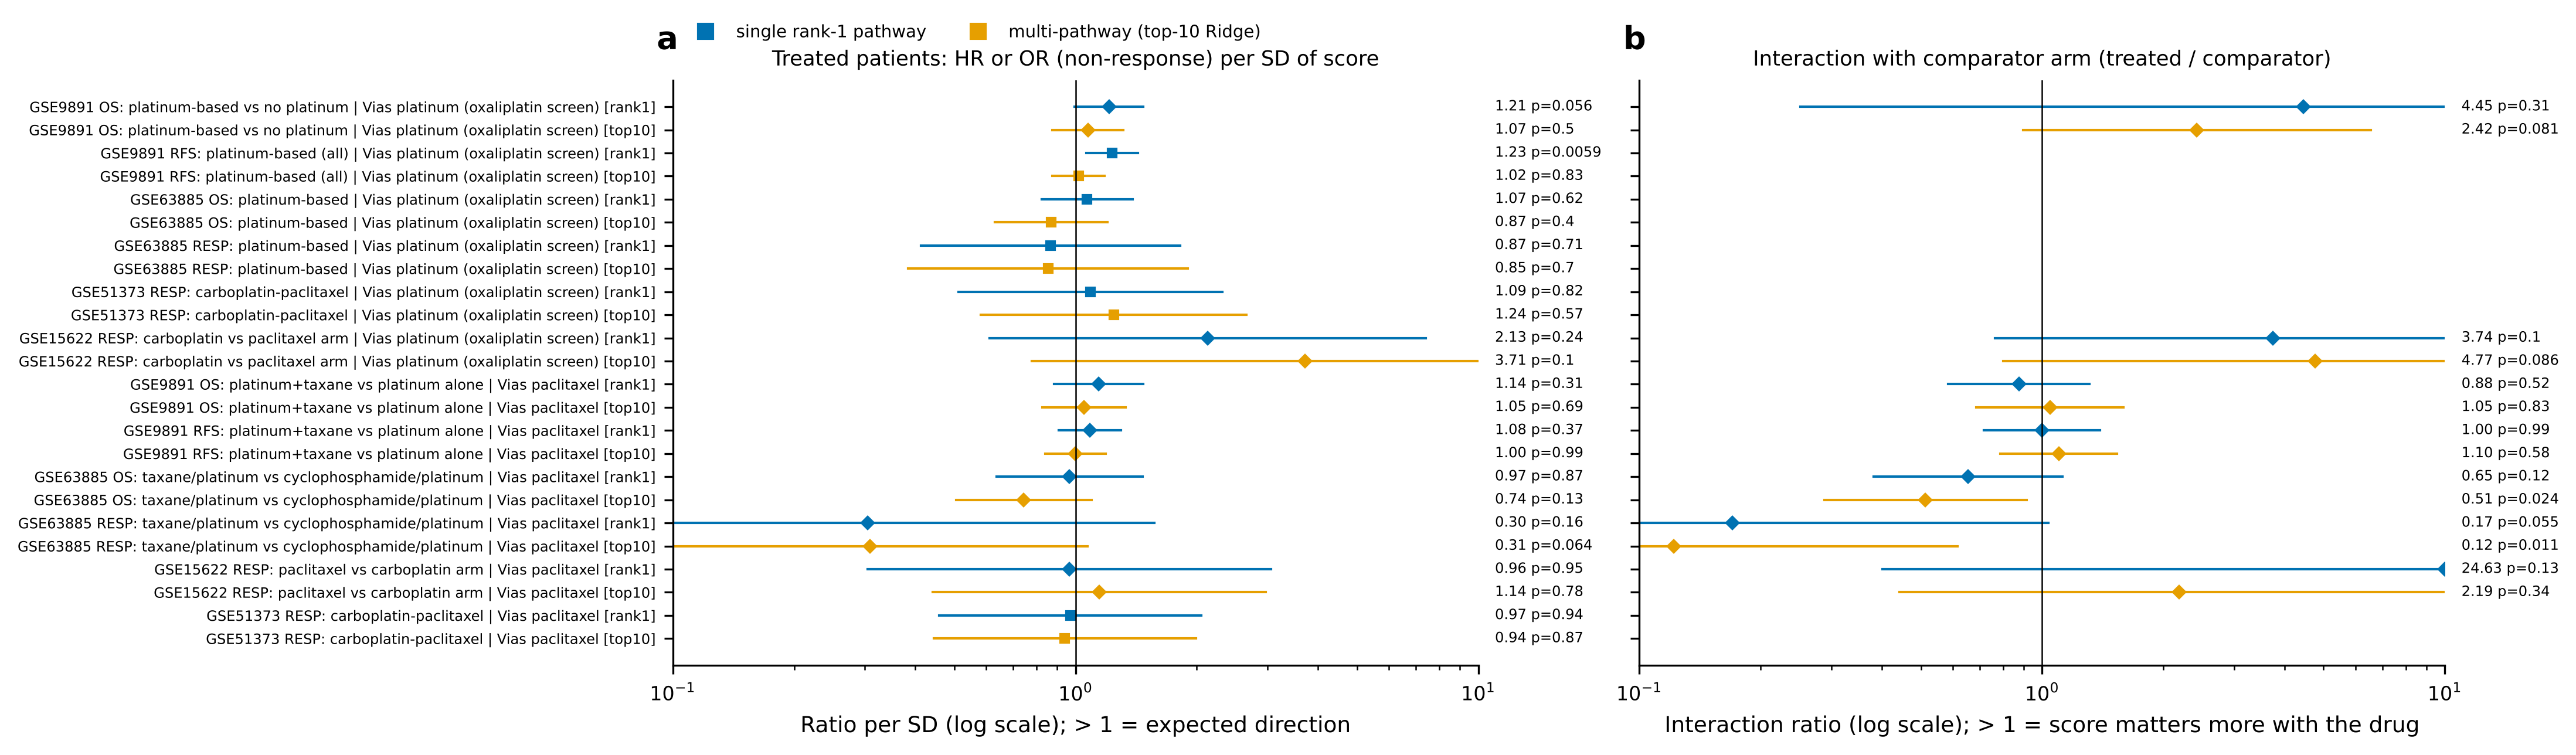 a
single rank-1 pathway
multi-pathway (top-10 Ridge)
Treated patients: HR or OR (non-response) per SD of score
b
Interaction with comparator arm (treated / comparator)
GSE9891 OS: platinum-based vs no platinum | Vias platinum (oxaliplatin screen) [rank1] 1.21 p=0.056 4.45 p=0.31
GSE9891 OS: platinum-based vs no platinum | Vias platinum (oxaliplatin screen) [top10] 1.07 p=0.5 2.42 p=0.081
GSE9891 RFS: platinum-based (all) | Vias platinum (oxaliplatin screen) [rank1] 1.23 p=0.0059
GSE9891 RFS: platinum-based (all) | Vias platinum (oxaliplatin screen) [top10] 1.02 p=0.83
GSE63885 OS: platinum-based | Vias platinum (oxaliplatin screen) [rank1] 1.07 p=0.62
GSE63885 OS: platinum-based | Vias platinum (oxaliplatin screen) [top10] 0.87 p=0.4
GSE63885 RESP: platinum-based | Vias platinum (oxaliplatin screen) [rank1] 0.87 p=0.71
GSE63885 RESP: platinum-based | Vias platinum (oxaliplatin screen) [top10] 0.85 p=0.7
GSE51373 RESP: carboplatin-paclitaxel | Vias platinum (oxaliplatin screen) [rank1] 1.09 p=0.82
GSE51373 RESP: carboplatin-paclitaxel | Vias platinum (oxaliplatin screen) [top10] 1.24 p=0.57
GSE15622 RESP: carboplatin vs paclitaxel arm | Vias platinum (oxaliplatin screen) [rank1] 2.13 p=0.24 3.74 p=0.1
GSE15622 RESP: carboplatin vs paclitaxel arm | Vias platinum (oxaliplatin screen) [top10] 3.71 p=0.1 4.77 p=0.086
GSE9891 OS: platinum+taxane vs platinum alone | Vias paclitaxel [rank1] 1.14 p=0.31 0.88 p=0.52
GSE9891 OS: platinum+taxane vs platinum alone | Vias paclitaxel [top10] 1.05 p=0.69 1.05 p=0.83
GSE9891 RFS: platinum+taxane vs platinum alone | Vias paclitaxel [rank1] 1.08 p=0.37 1.00 p=0.99
GSE9891 RFS: platinum+taxane vs platinum alone | Vias paclitaxel [top10] 1.00 p=0.99 1.10 p=0.58
GSE63885 OS: taxane/platinum vs cyclophosphamide/platinum | Vias paclitaxel [rank1] 0.97 p=0.87 0.65 p=0.12
GSE63885 OS: taxane/platinum vs cyclophosphamide/platinum | Vias paclitaxel [top10] 0.74 p=0.13 0.51 p=0.024
GSE63885 RESP: taxane/platinum vs cyclophosphamide/platinum | Vias paclitaxel [rank1] 0.30 p=0.16 0.17 p=0.055
GSE63885 RESP: taxane/platinum vs cyclophosphamide/platinum | Vias paclitaxel [top10] 0.31 p=0.064 0.12 p=0.011
GSE15622 RESP: paclitaxel vs carboplatin arm | Vias paclitaxel [rank1] 0.96 p=0.95 24.63 p=0.13
GSE15622 RESP: paclitaxel vs carboplatin arm | Vias paclitaxel [top10] 1.14 p=0.78 2.19 p=0.34
GSE51373 RESP: carboplatin-paclitaxel | Vias paclitaxel [rank1] 0.97 p=0.94
GSE51373 RESP: carboplatin-paclitaxel | Vias paclitaxel [top10] 0.94 p=0.87
10⁻¹ 10⁰ 10¹
Ratio per SD (log scale); > 1 = expected direction
10⁻¹ 10⁰ 10¹
Interaction ratio (log scale); > 1 = score matters more with the drug